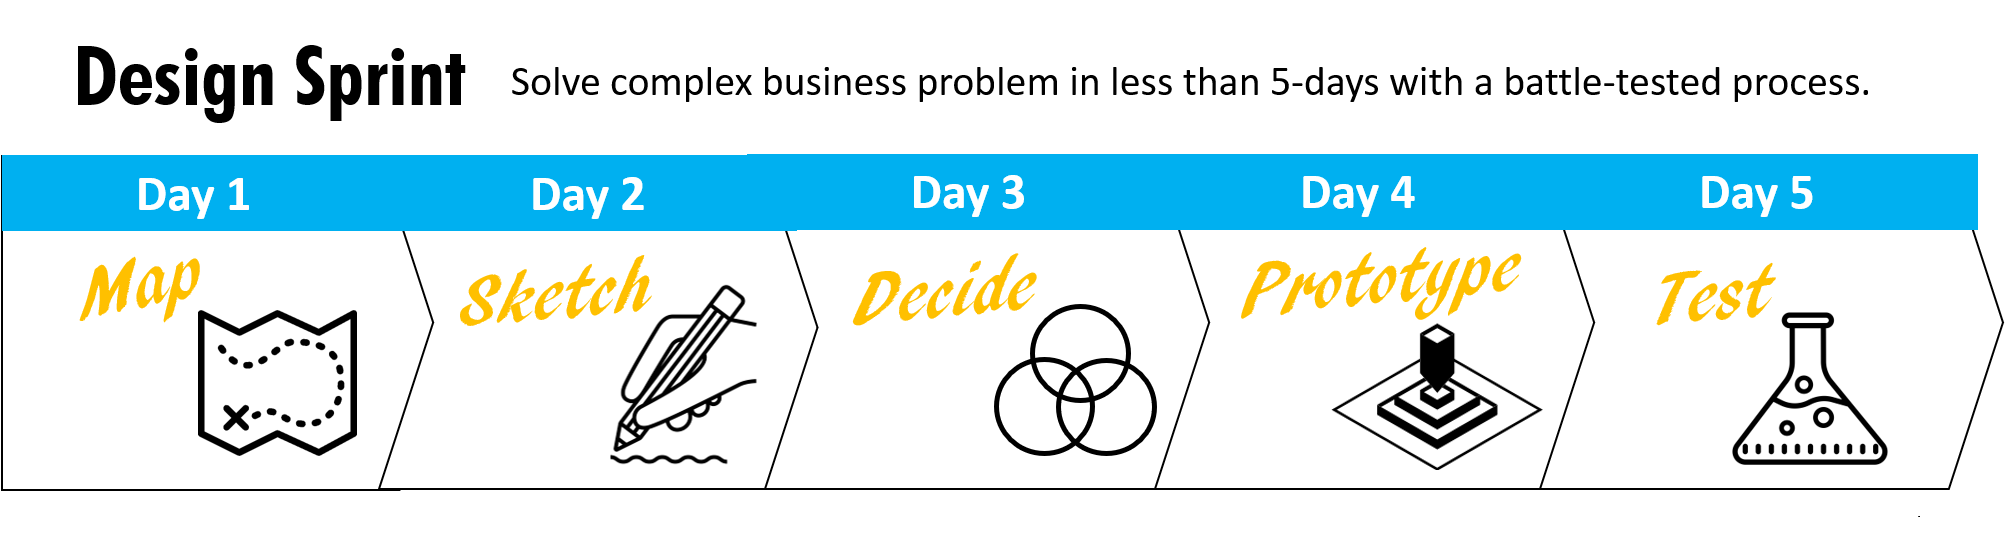 Design Sprint Solve complex business problem in less than 5-days with a battle-tested process.
Day 1 Day 2 Day 3 Day 4 Day 5
Map Sketch Decide Prototype Test